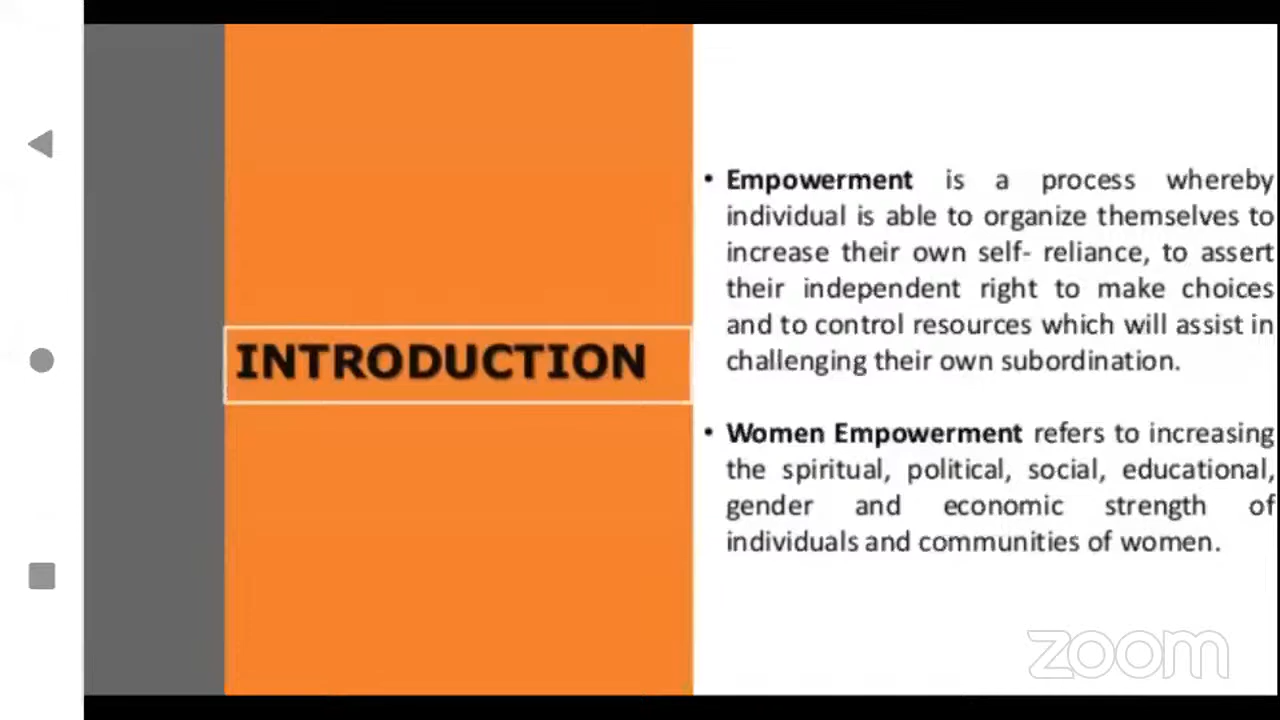 INTRODUCTION
• Empowerment is a process whereby
individual is able to organize themselves to
increase their own self- reliance, to assert
their independent right to make choices
and to control resources which will assist in
challenging their own subordination.
• Women Empowerment refers to increasing
the spiritual, political, social, educational,
gender and economic strength of
individuals and communities of women.
zoom